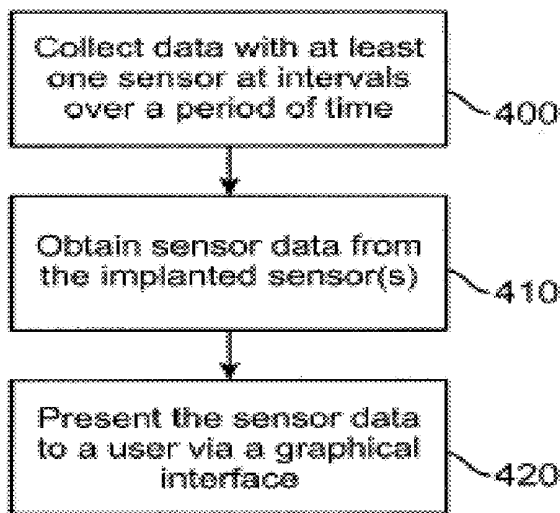 Collect data with at least
one sensor at intervals
over a period of time
400
Obtain sensor data from
the implanted sensor(s)
410
Present the sensor data
to a user via a graphical
interface
420